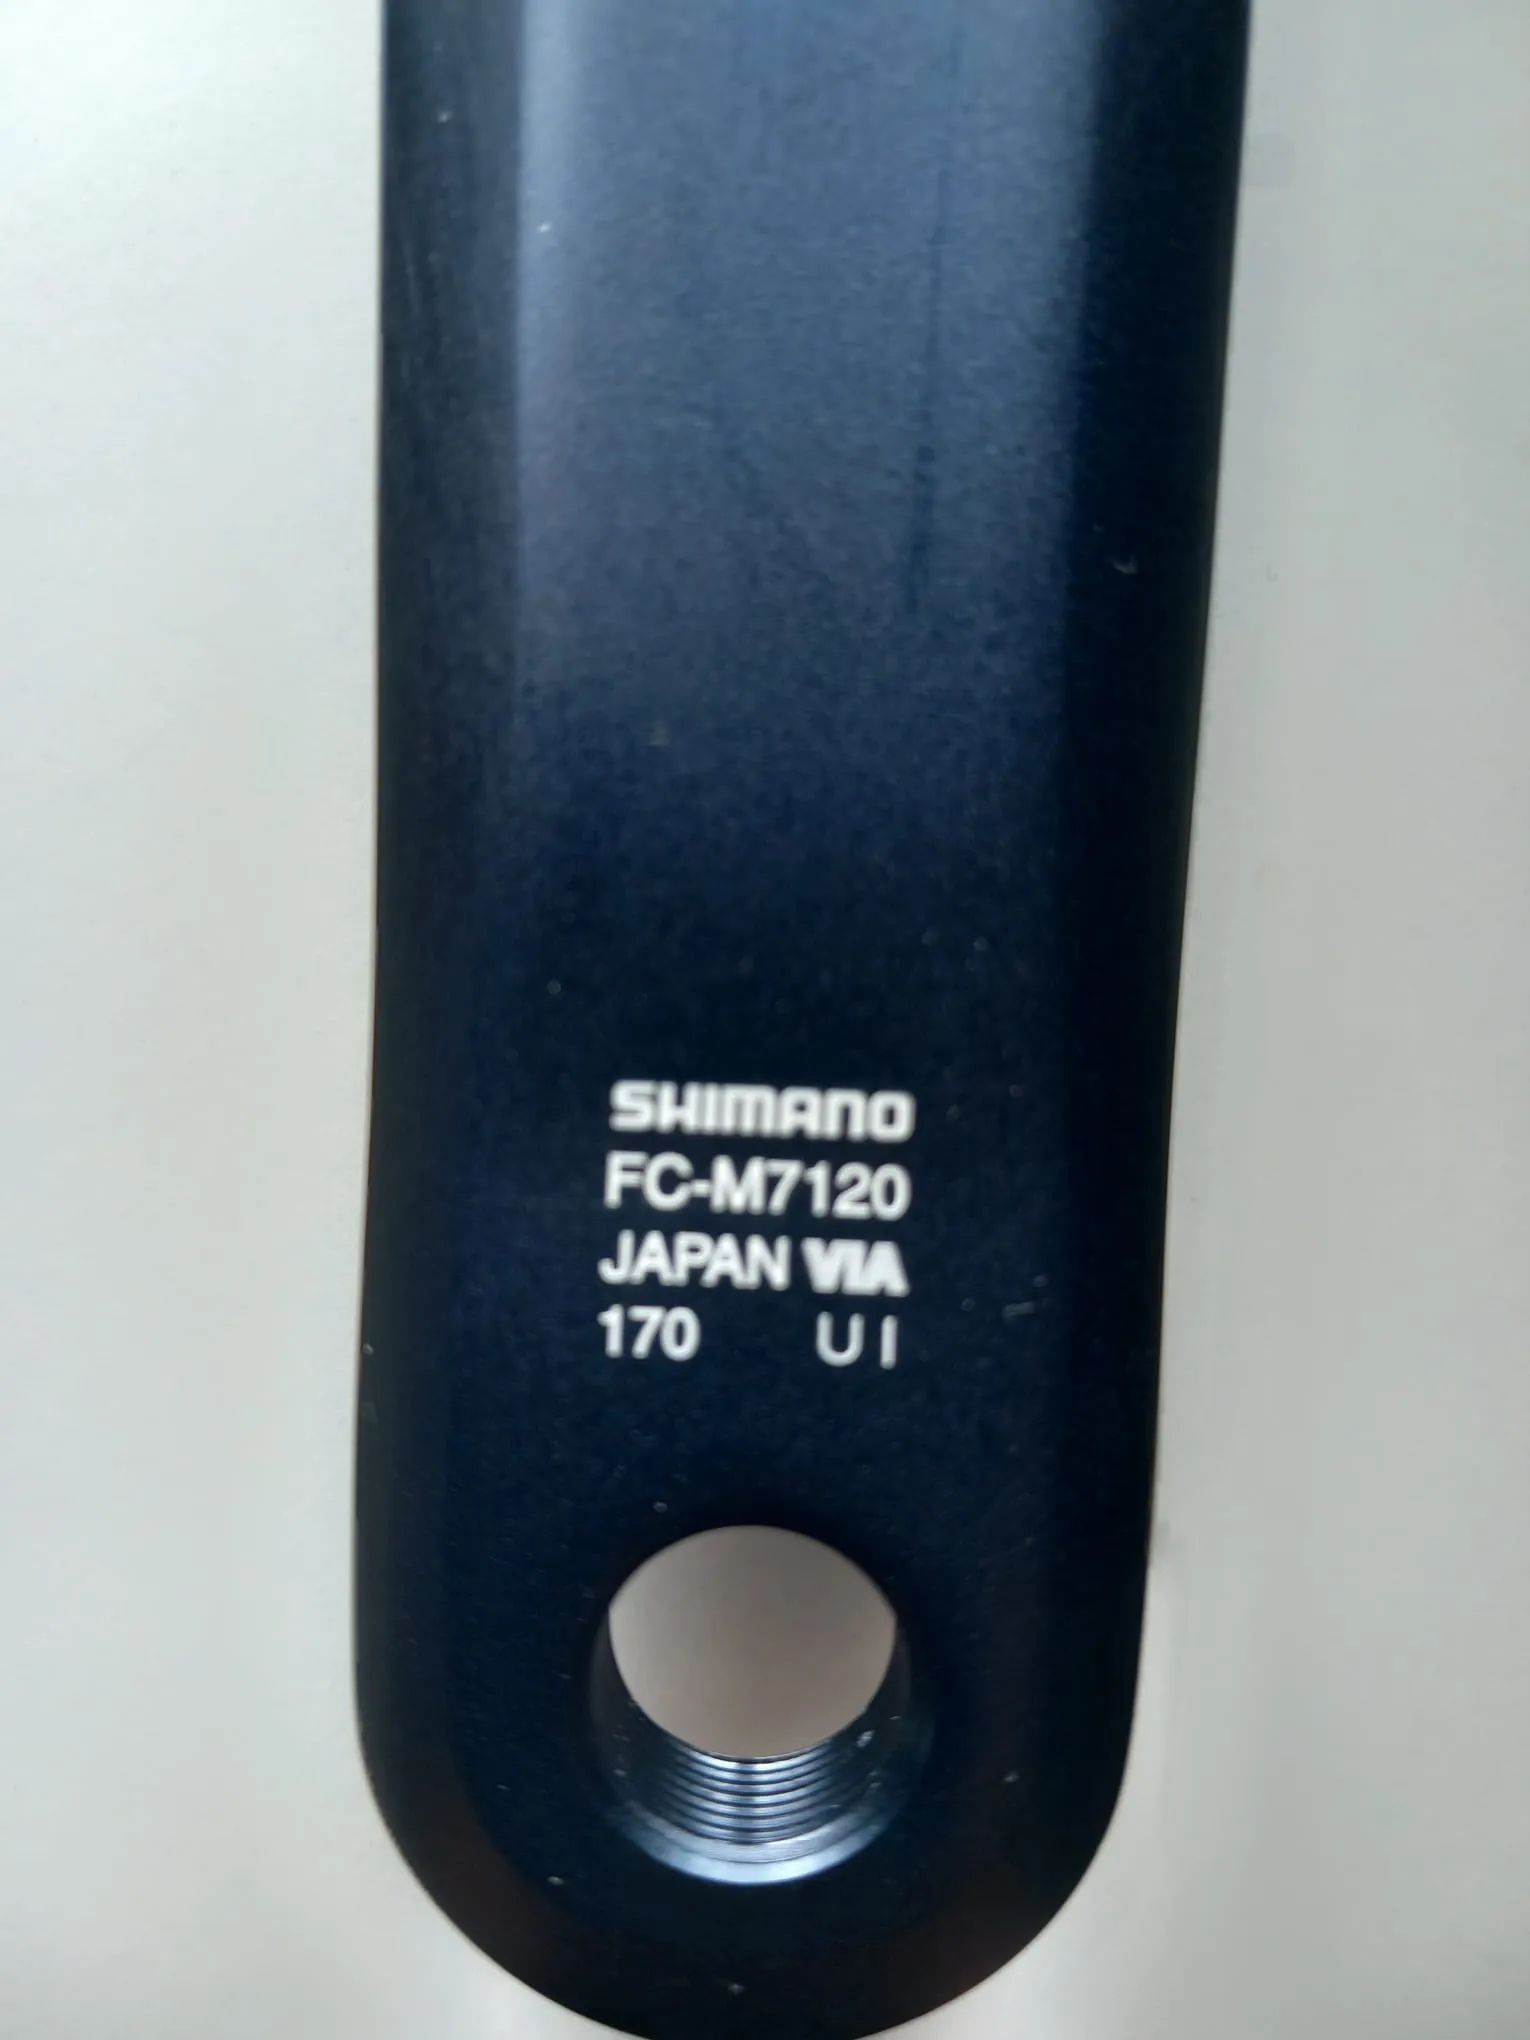 SHIMANO
FC-M7120
JAPAN VIA
170 U I